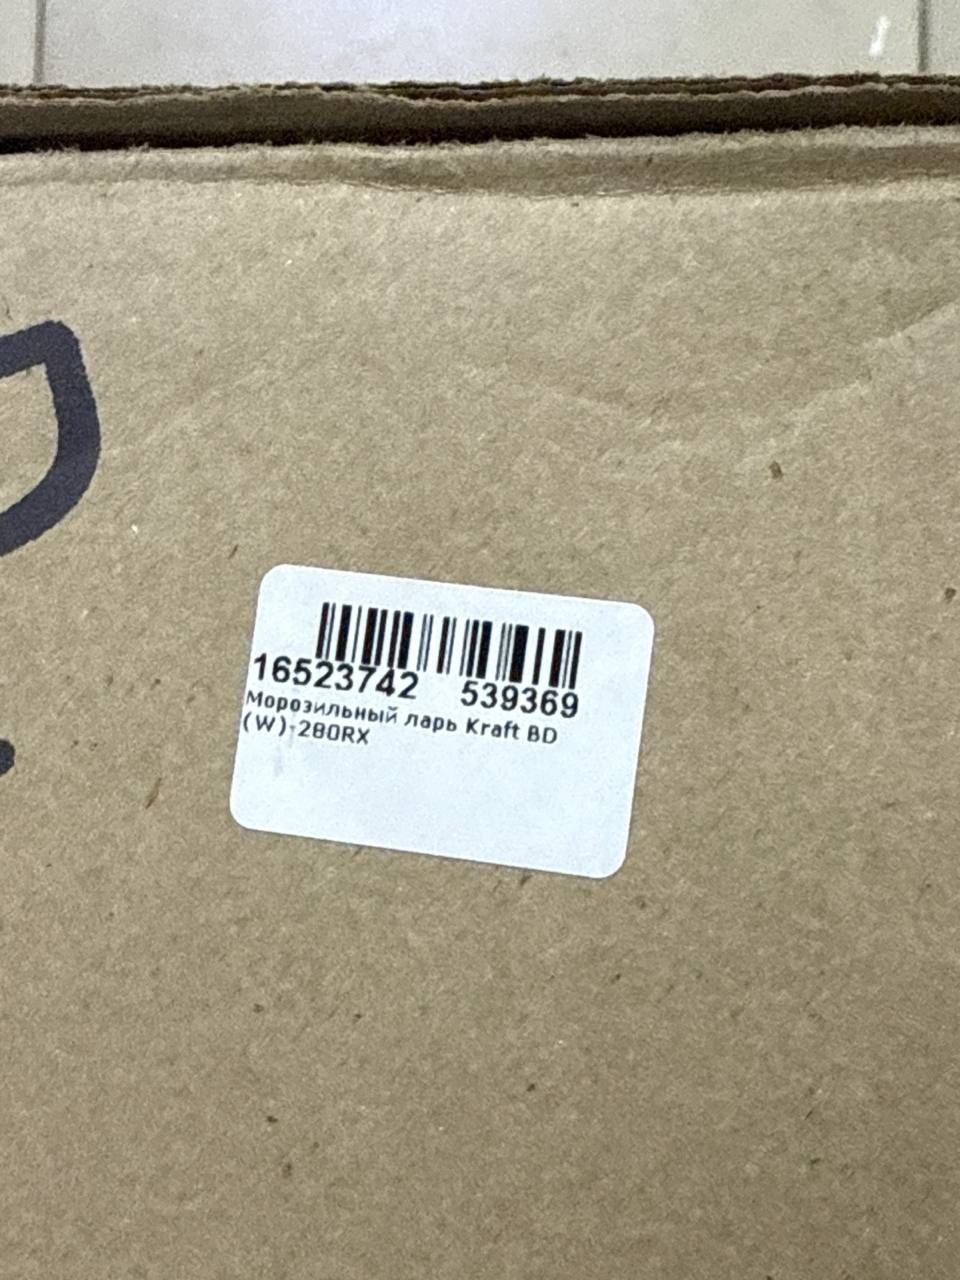 16523742 539369
Морозильный ларь Kraft BD
(W)-280RX